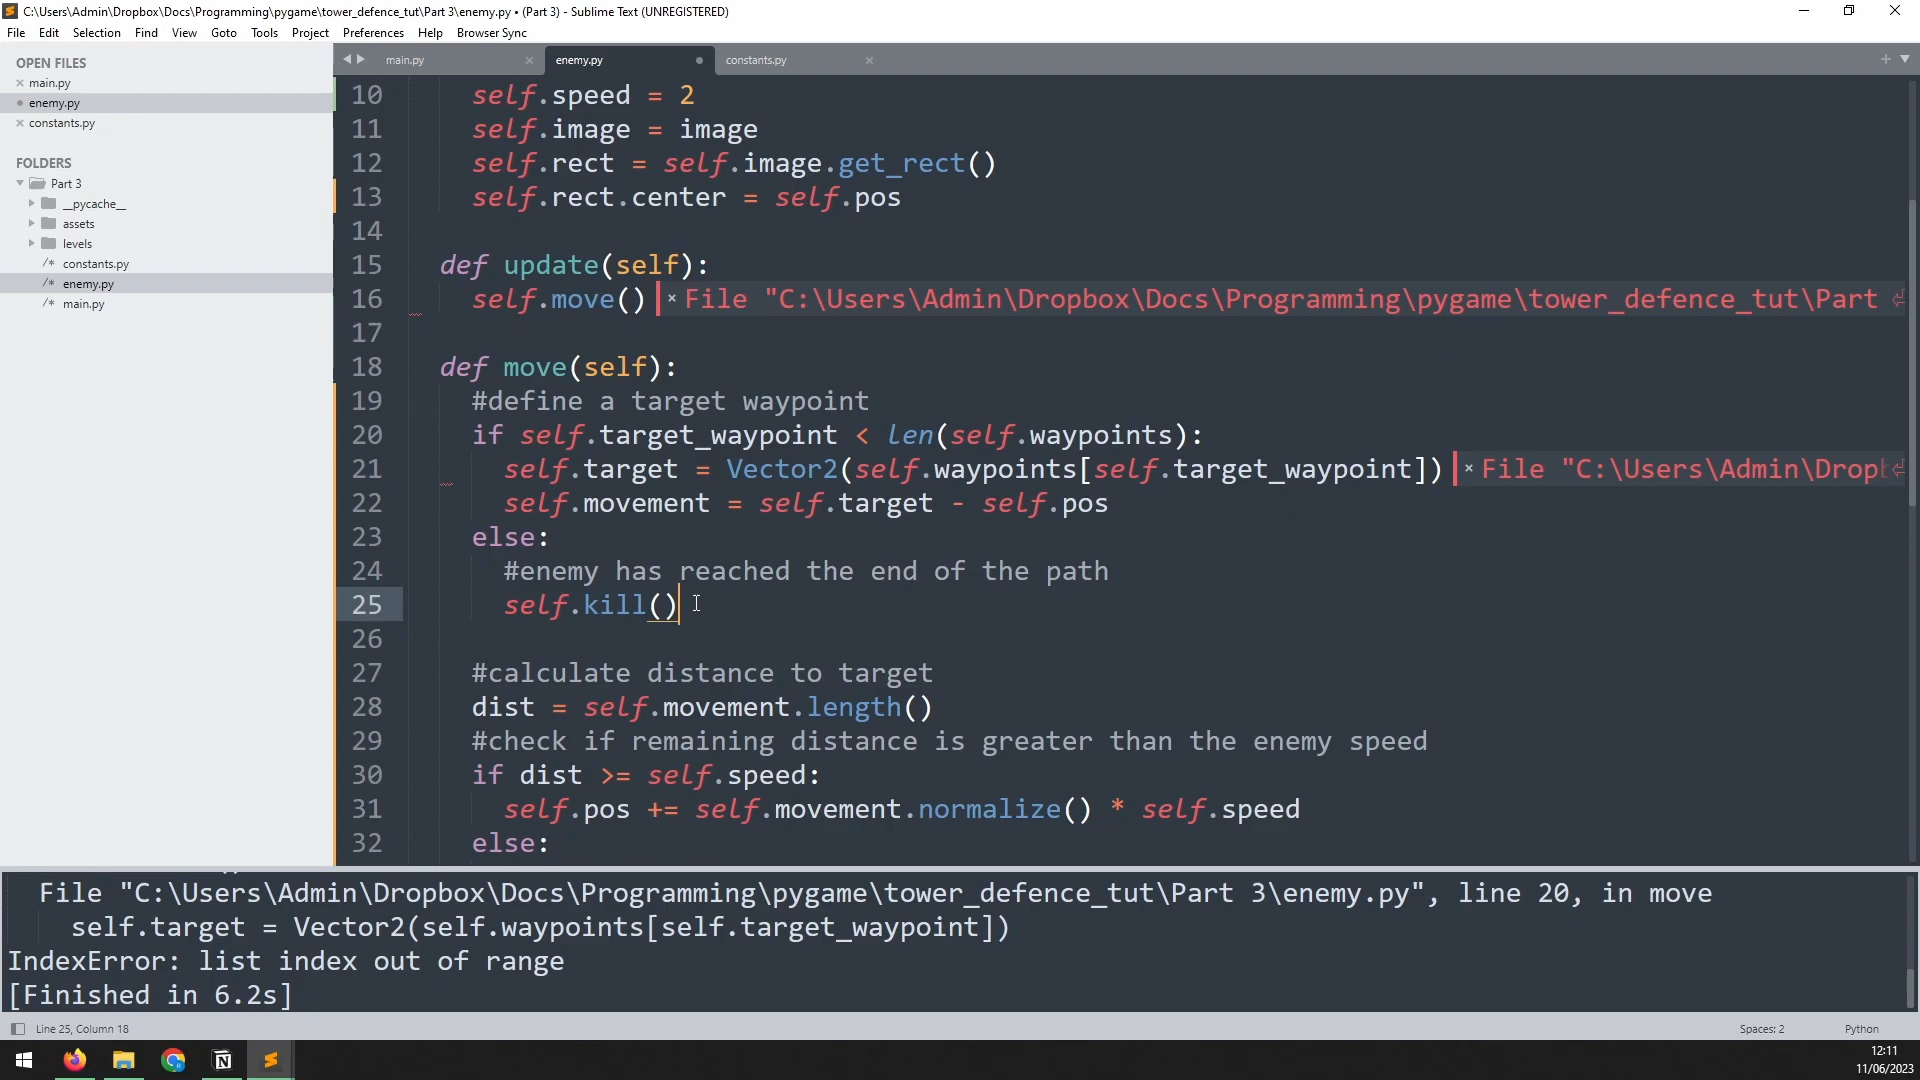 C:\Users\Admin\Dropbox\Docs\Programming\pygame\tower_defence_tut\Part 3\enemy.py • (Part 3) - Sublime Text (UNREGISTERED)
File Edit Selection Find View Goto Tools Project Preferences Help Browser Sync
OPEN FILES
main.py
enemy.py
constants.py
FOLDERS
Part 3
__pycache__
assets
levels
/* constants.py
/* enemy.py
/* main.py
main.py enemy.py constants.py
10 self.speed = 2
11 self.image = image
12 self.rect = self.image.get_rect()
13 self.rect.center = self.pos
14
15 def update(self):
16 self.move() × File "C:\Users\Admin\Dropbox\Docs\Programming\pygame\tower_defence_tut\Part
17
18 def move(self):
19 #define a target waypoint
20 if self.target_waypoint < len(self.waypoints):
21 self.target = Vector2(self.waypoints[self.target_waypoint]) × File "C:\Users\Admin\Dropb
22 self.movement = self.target - self.pos
23 else:
24 #enemy has reached the end of the path
25 self.kill()
26
27 #calculate distance to target
28 dist = self.movement.length()
29 #check if remaining distance is greater than the enemy speed
30 if dist >= self.speed:
31 self.pos += self.movement.normalize() * self.speed
32 else:
File "C:\Users\Admin\Dropbox\Docs\Programming\pygame\tower_defence_tut\Part 3\enemy.py", line 20, in move
self.target = Vector2(self.waypoints[self.target_waypoint])
IndexError: list index out of range
[Finished in 6.2s]
Line 25, Column 18 Spaces: 2 Python
12:11
11/06/2023